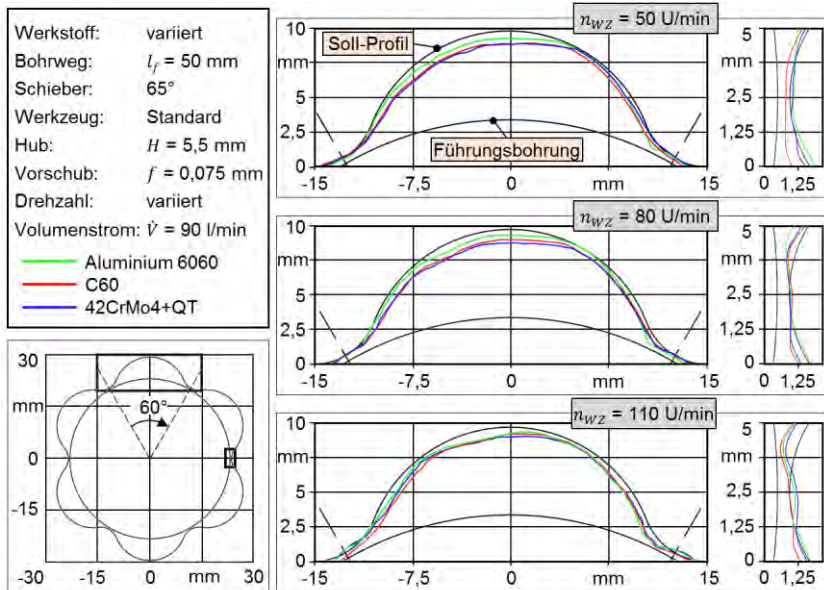 Werkstoff: variiert
Bohrweg: l_f = 50 mm
Schieber: 65°
Werkzeug: Standard
Hub: H = 5,5 mm
Vorschub: f = 0,075 mm
Drehzahl: variiert
Volumenstrom: V̇ = 90 l/min
Aluminium 6060
C60
42CrMo4+QT
30
mm
0
-15
-30 -15 0 mm 30
60°
n_WZ = 50 U/min
Soll-Profil
Führungsbohrung
10
mm
5
2,5
0
-15 -7,5 0 mm 15
5
mm
2,5
1,25
0
0 1,25
n_WZ = 80 U/min
10
mm
5
2,5
0
-15 -7,5 0 mm 15
5
mm
2,5
1,25
0
0 1,25
n_WZ = 110 U/min
10
mm
5
2,5
0
-15 -7,5 0 mm 15
5
mm
2,5
1,25
0
0 1,25